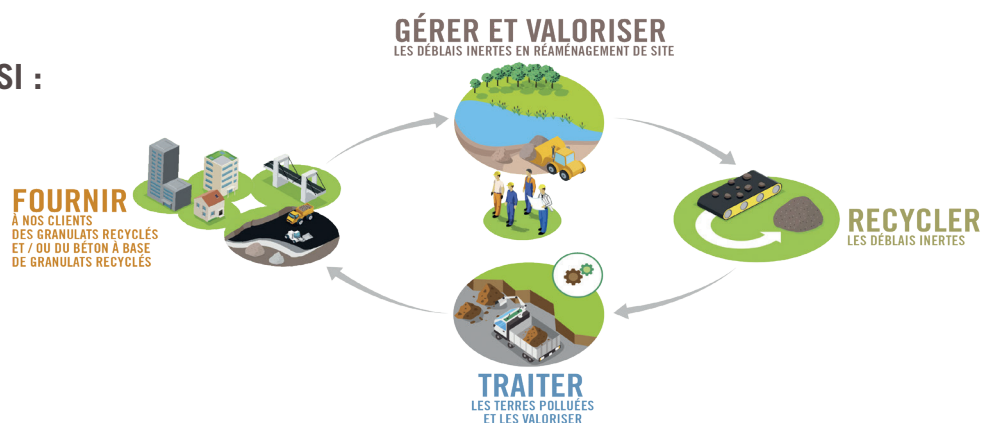 GÉRER ET VALORISER
LES DÉBLAIS INERTES EN RÉAMÉNAGEMENT DE SITE
SI :
FOURNIR
À NOS CLIENTS
DES GRANULATS RECYCLÉS
ET / OU DU BÉTON À BASE
DE GRANULATS RECYCLÉS
RECYCLER
LES DÉBLAIS INERTES
TRAITER
LES TERRES POLLUÉES
ET LES VALORISER